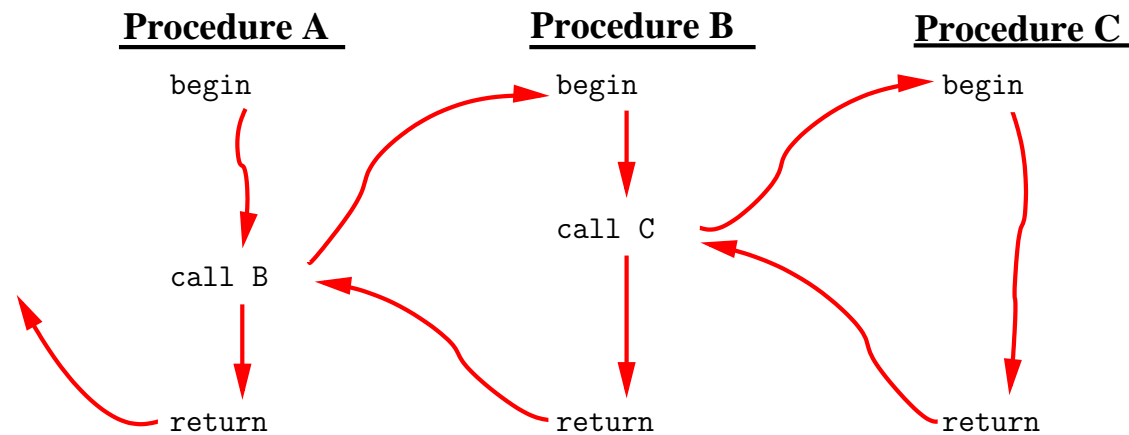 Procedure A
begin
call B
return
Procedure B
begin
call C
return
Procedure C
begin
return